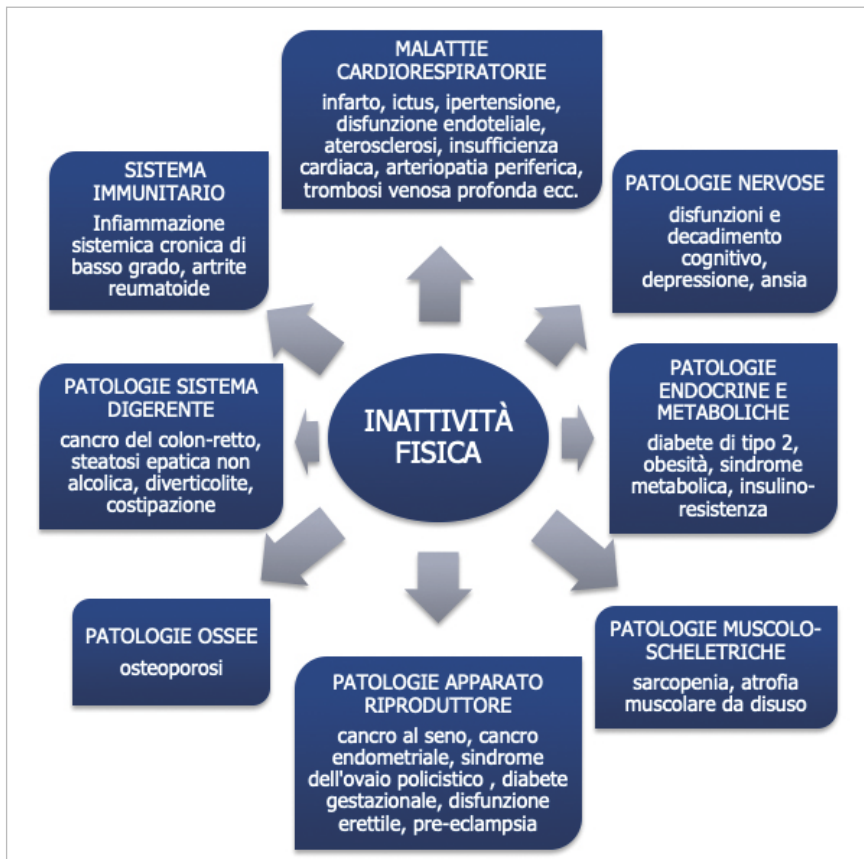 MALATTIE
CARDIORESPIRATORIE
infarto, ictus, ipertensione,
disfunzione endoteliale,
aterosclerosi, insufficienza
cardiaca, arteriopatia periferica,
trombosi venosa profonda ecc.
SISTEMA
IMMUNITARIO
Infiammazione
sistemica cronica di
basso grado, artrite
reumatoide
PATOLOGIE NERVOSE
disfunzioni e
decadimento
cognitivo,
depressione, ansia
PATOLOGIE SISTEMA
DIGERENTE
cancro del colon-retto,
steatosi epatica non
alcolica, diverticolite,
costipazione
INATTIVITÀ
FISICA
PATOLOGIE
ENDOCRINE E
METABOLICHE
diabete di tipo 2,
obesità, sindrome
metabolica, insulino-
resistenza
PATOLOGIE OSSEE
osteoporosi
PATOLOGIE APPARATO
RIPRODUTTORE
cancro al seno, cancro
endometriale, sindrome
dell'ovaio policistico , diabete
gestazionale, disfunzione
erettile, pre-eclampsia
PATOLOGIE MUSCOLO-
SCHELETRICHE
sarcopenia, atrofia
muscolare da disuso